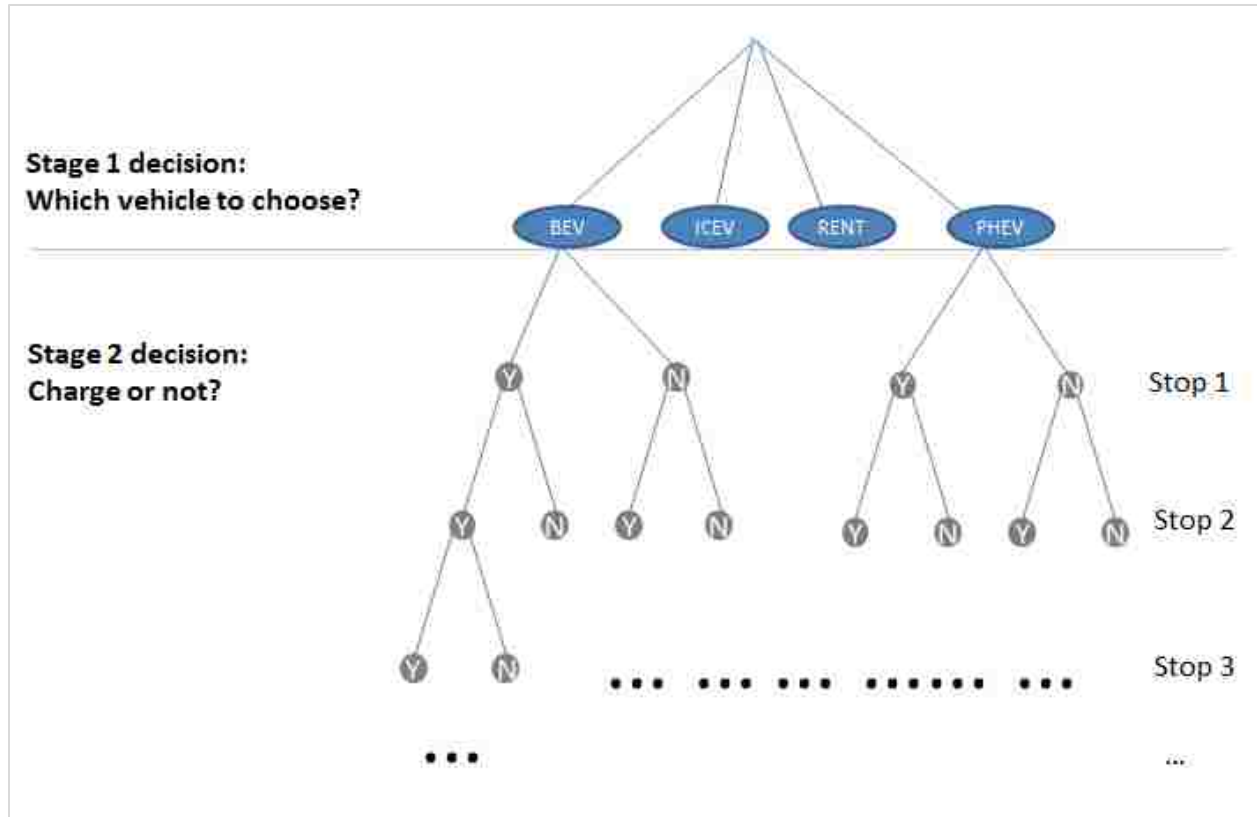 Stage 1 decision:
Which vehicle to choose?
BEV ICEV RENT PHEV
Stage 2 decision:
Charge or not?
Y N Y N Stop 1
Y N Y N Y N Y N Stop 2
Y N ... ... ... ... ... ... Stop 3
... ...